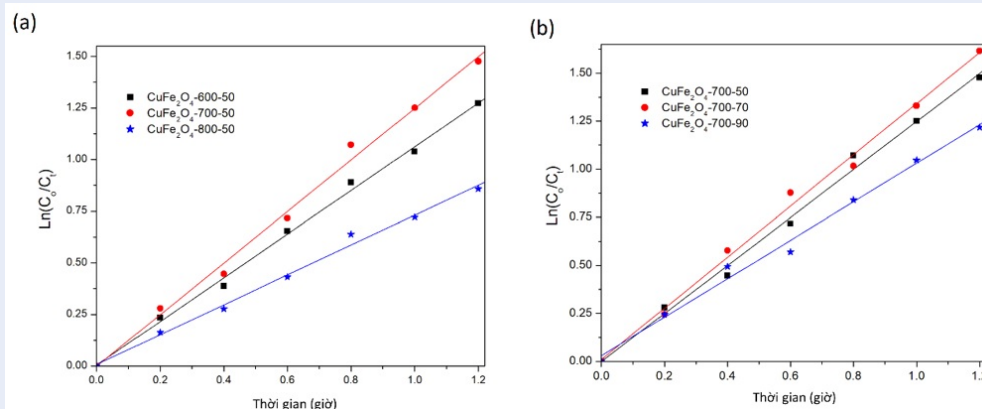 (a)
1.50
1.25
1.00
0.75
0.50
0.25
0.00
Ln(C₀/Cₜ)
CuFe₂O₄-600-50
CuFe₂O₄-700-50
CuFe₂O₄-800-50
0.0 0.2 0.4 0.6 0.8 1.0 1.2
Thời gian (giờ)
(b)
1.50
1.25
1.00
0.75
0.50
0.25
0.00
Ln(C₀/Cₜ)
CuFe₂O₄-700-50
CuFe₂O₄-700-70
CuFe₂O₄-700-90
0.0 0.2 0.4 0.6 0.8 1.0 1.2
Thời gian (giờ)